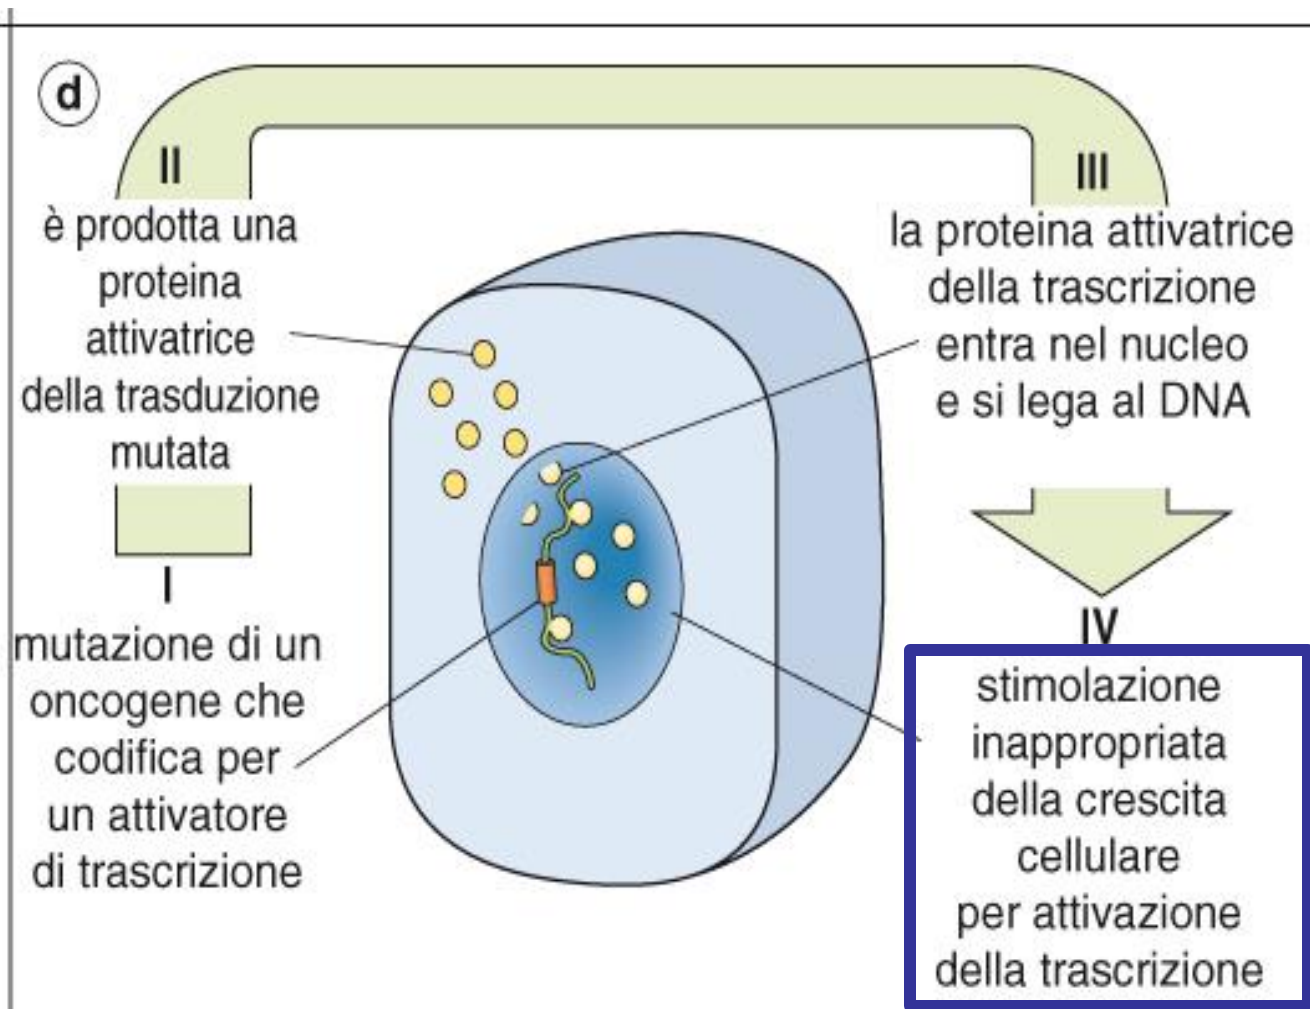 d
II
è prodotta una
proteina
attivatrice
della trasduzione
mutata
I
mutazione di un
oncogene che
codifica per
un attivatore
di trascrizione
III
la proteina attivatrice
della trascrizione
entra nel nucleo
e si lega al DNA
IV
stimolazione
inappropriata
della crescita
cellulare
per attivazione
della trascrizione